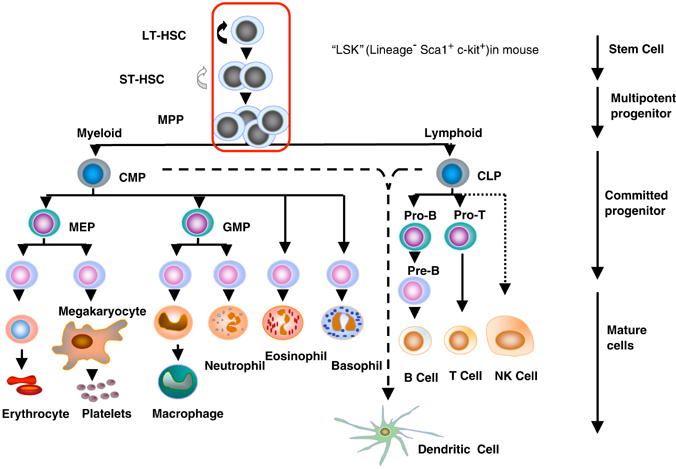 LT-HSC
“LSK” (Lineage- Sca1+ c-kit+)in mouse
Stem Cell
ST-HSC
MPP
Multipotent
progenitor
Myeloid
Lymphoid
CMP
CLP
Committed
progenitor
MEP
GMP
Pro-B
Pro-T
Pre-B
Megakaryocyte
Neutrophil
Eosinophil
Basophil
B Cell
T Cell
NK Cell
Mature
cells
Erythrocyte
Platelets
Macrophage
Dendritic Cell